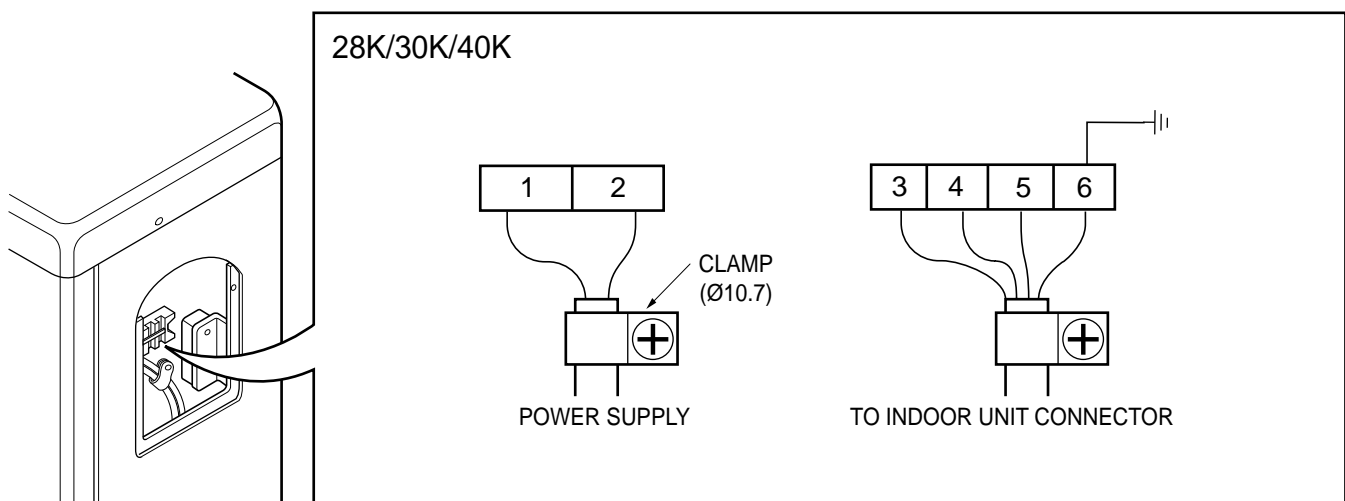 28K/30K/40K
1 2
3 4 5 6
CLAMP
(Ø10.7)
POWER SUPPLY
TO INDOOR UNIT CONNECTOR